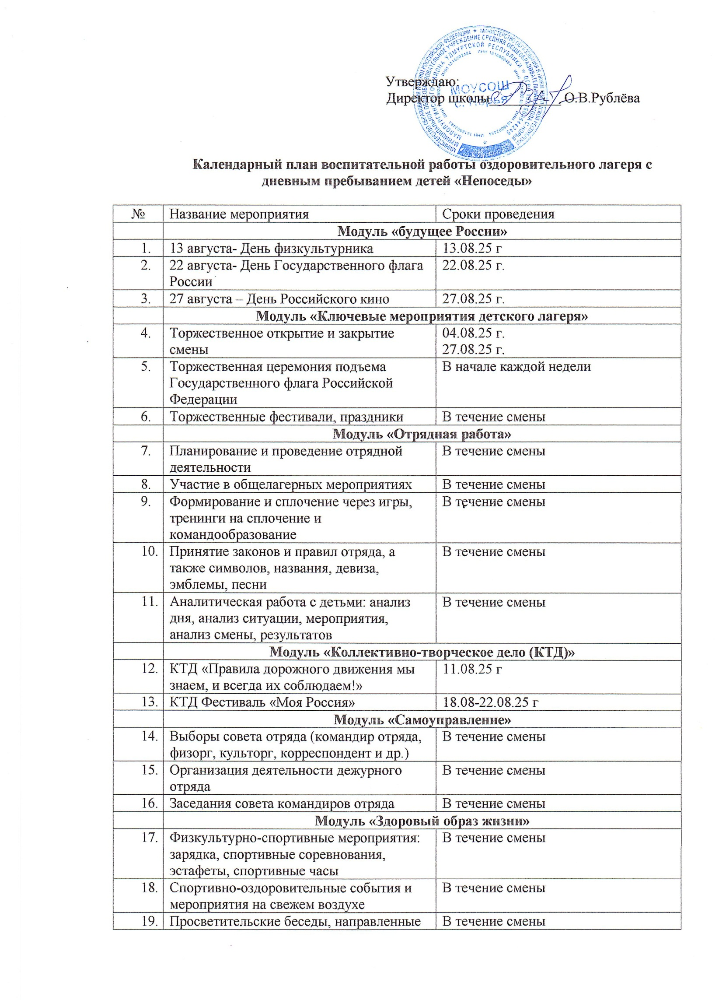 Утверждаю:
Директор школы__________О.В.Рублёва
МОУСОШ
с. Норья
Календарный план воспитательной работы оздоровительного лагеря с
дневным пребыванием детей «Непоседы»
№ Название мероприятия Сроки проведения
Модуль «будущее России»
1. 13 августа- День физкультурника 13.08.25 г
2. 22 августа- День Государственного флага 22.08.25 г.
России
3. 27 августа – День Российского кино 27.08.25 г.
Модуль «Ключевые мероприятия детского лагеря»
4. Торжественное открытие и закрытие 04.08.25 г.
смены 27.08.25 г.
5. Торжественная церемония подъема В начале каждой недели
Государственного флага Российской
Федерации
6. Торжественные фестивали, праздники В течение смены
Модуль «Отрядная работа»
7. Планирование и проведение отрядной В течение смены
деятельности
8. Участие в общелагерных мероприятиях В течение смены
9. Формирование и сплочение через игры, В течение смены
тренинги на сплочение и
командообразование
10. Принятие законов и правил отряда, а В течение смены
также символов, названия, девиза,
эмблемы, песни
11. Аналитическая работа с детьми: анализ В течение смены
дня, анализ ситуации, мероприятия,
анализ смены, результатов
Модуль «Коллективно-творческое дело (КТД)»
12. КТД «Правила дорожного движения мы 11.08.25 г
знаем, и всегда их соблюдаем!»
13. КТД Фестиваль «Моя Россия» 18.08-22.08.25 г
Модуль «Самоуправление»
14. Выборы совета отряда (командир отряда, В течение смены
физорг, культорг, корреспондент и др.)
15. Организация деятельности дежурного В течение смены
отряда
16. Заседания совета командиров отряда В течение смены
Модуль «Здоровый образ жизни»
17. Физкультурно-спортивные мероприятия: В течение смены
зарядка, спортивные соревнования,
эстафеты, спортивные часы
18. Спортивно-оздоровительные события и В течение смены
мероприятия на свежем воздухе
19. Просветительские беседы, направленные В течение смены